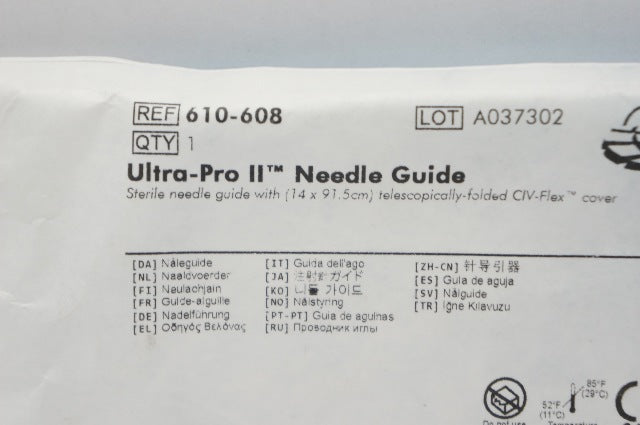 REF 610-608 LOT A037302
QTY 1
Ultra-Pro II™ Needle Guide
Sterile needle guide with (14 x 91.5cm) telescopically-folded CIV-Flex™ cover
[DA] Nåleguide [IT] Guida dell'ago [ZH-CN] 针导引器
[NL] Naaldvoerder [JA] 注射針ガイド [ES] Guía de aguja
[FI] Neulaohjain [KO] 니들 가이드 [SV] Nålguide
[FR] Guide-aiguille [NO] Nålstyring [TR] İğne Kılavuzu
[DE] Nadelführung [PT-PT] Guia de agulhas
[EL] Οδηγός Βελόνας [RU] Проводник иглы
85°F
(29°C)
52°F
(11°C)
Do not use Temperature